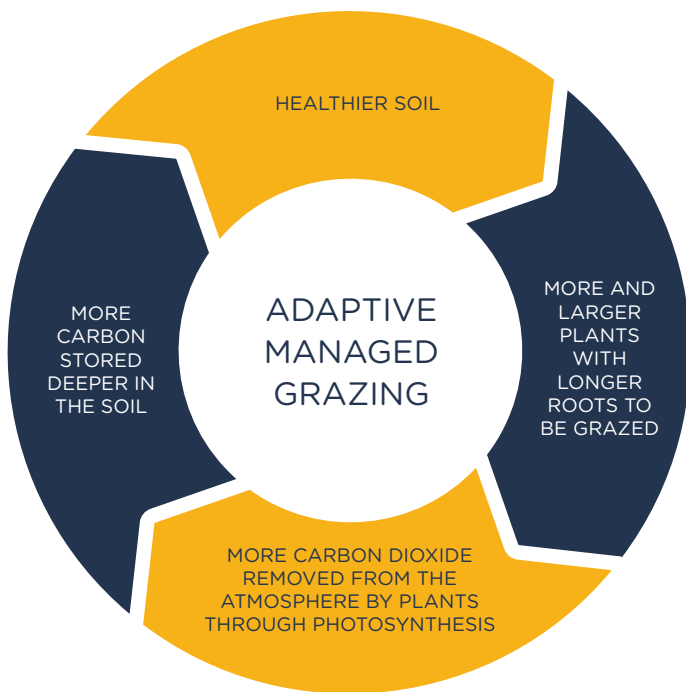 HEALTHIER SOIL
MORE AND
LARGER
PLANTS
WITH
LONGER
ROOTS TO
BE GRAZED
MORE CARBON DIOXIDE
REMOVED FROM THE
ATMOSPHERE BY PLANTS
THROUGH PHOTOSYNTHESIS
MORE
CARBON
STORED
DEEPER IN
THE SOIL
ADAPTIVE
MANAGED
GRAZING